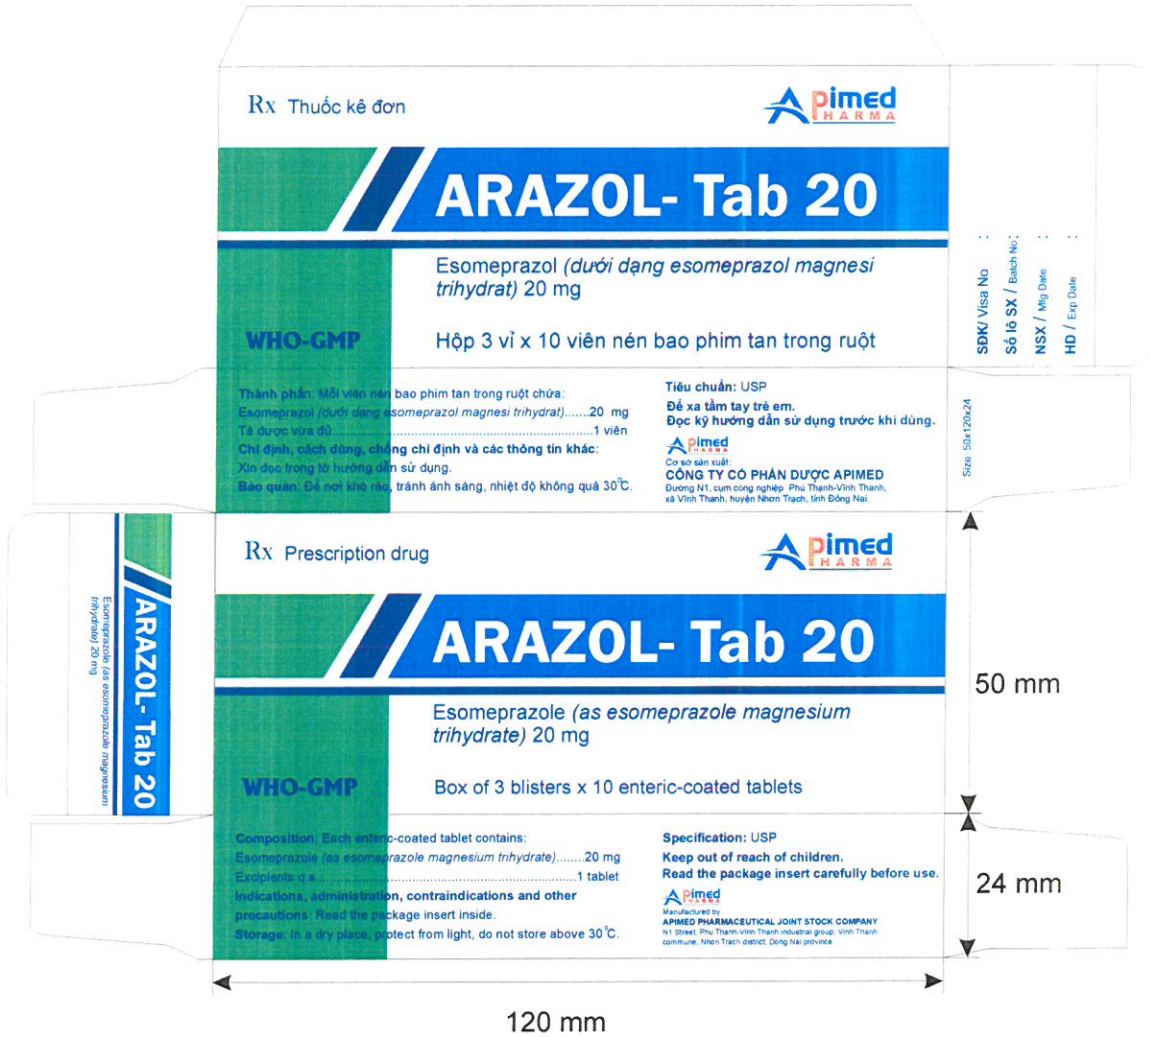 Rx Thuốc kê đơn
Apimed
PHARMA
ARAZOL- Tab 20
Esomeprazol (dưới dạng esomeprazol magnesi
trihydrat) 20 mg
WHO-GMP
Hộp 3 vỉ x 10 viên nén bao phim tan trong ruột
SĐK/ Visa No :
Số lô SX / Batch No :
NSX / Mfg Date :
HD / Exp Date :
Thành phần: Mỗi viên nén bao phim tan trong ruột chứa:
Esomeprazol (dưới dạng esomeprazol magnesi trihydrat).......20 mg
Tá dược vừa đủ..............................................................1 viên
Chỉ định, cách dùng, chống chỉ định và các thông tin khác:
Xin đọc trong tờ hướng dẫn sử dụng.
Bảo quản: Để nơi khô ráo, tránh ánh sáng, nhiệt độ không quá 30°C.
Tiêu chuẩn: USP
Để xa tầm tay trẻ em.
Đọc kỹ hướng dẫn sử dụng trước khi dùng.
Apimed
PHARMA
Cơ sở sản xuất:
CÔNG TY CỔ PHẦN DƯỢC APIMED
Đường N1, cụm công nghiệp Phú Thạnh-Vĩnh Thanh,
xã Vĩnh Thanh, huyện Nhơn Trạch, tỉnh Đồng Nai.
Size: 50x120x24
Rx Prescription drug
Apimed
PHARMA
ARAZOL- Tab 20
Esomeprazole (as esomeprazole magnesium
trihydrate) 20 mg
WHO-GMP
Box of 3 blisters x 10 enteric-coated tablets
ARAZOL- Tab 20
Esomeprazole (as esomeprazole magnesium
trihydrate) 20 mg
50 mm
Composition: Each enteric-coated tablet contains:
Esomeprazole (as esomeprazole magnesium trihydrate)........20 mg
Excipients q.s..............................................................1 tablet
Indications, administration, contraindications and other
precautions: Read the package insert inside.
Storage: In a dry place, protect from light, do not store above 30°C.
Specification: USP
Keep out of reach of children.
Read the package insert carefully before use.
Apimed
PHARMA
Manufactured by
APIMED PHARMACEUTICAL JOINT STOCK COMPANY
N1 Street, Phu Thanh-Vinh Thanh industrial group, Vinh Thanh
commune, Nhon Trach district, Dong Nai province
24 mm
120 mm